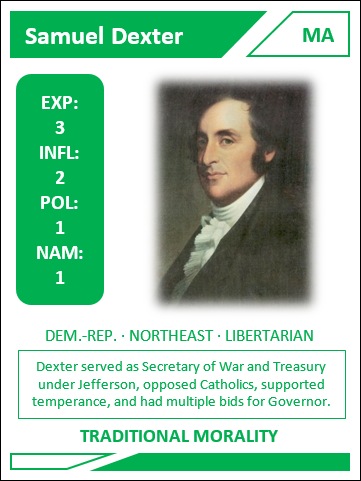 Samuel Dexter
MA
EXP:
3
INFL:
2
POL:
1
NAM:
1
DEM.-REP. · NORTHEAST · LIBERTARIAN
Dexter served as Secretary of War and Treasury
under Jefferson, opposed Catholics, supported
temperance, and had multiple bids for Governor.
TRADITIONAL MORALITY